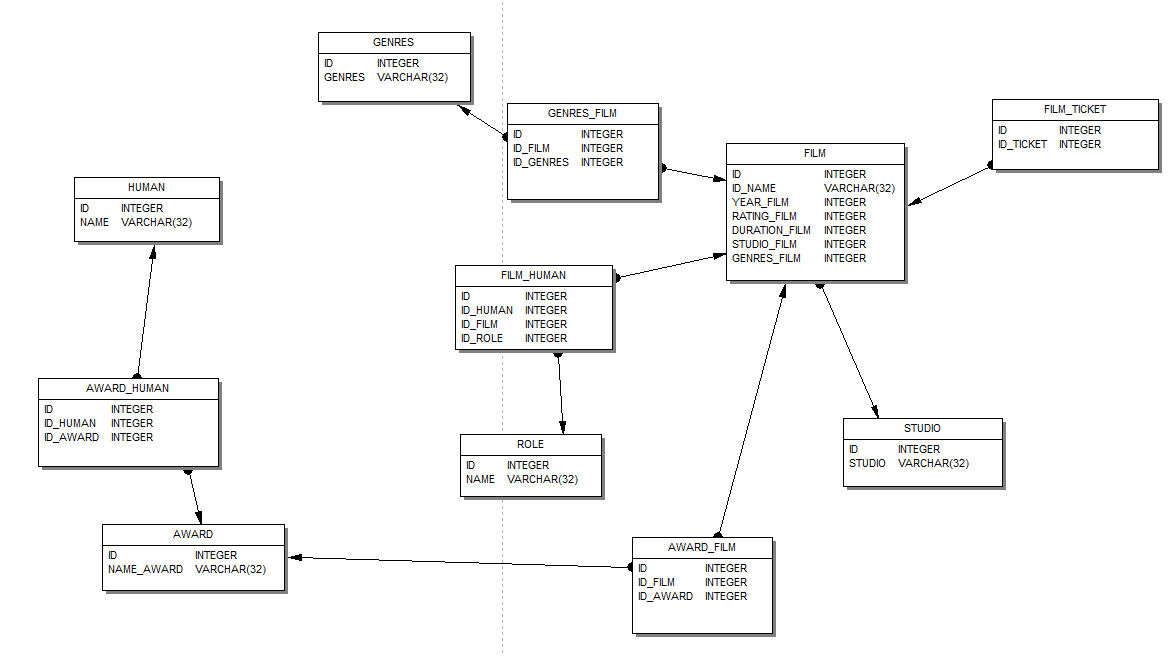 GENRES
ID INTEGER
GENRES VARCHAR(32)
GENRES_FILM
ID INTEGER
ID_FILM INTEGER
ID_GENRES INTEGER
FILM_TICKET
ID INTEGER
ID_TICKET INTEGER
FILM
ID INTEGER
ID_NAME VARCHAR(32)
YEAR_FILM INTEGER
RATING_FILM INTEGER
DURATION_FILM INTEGER
STUDIO_FILM INTEGER
GENRES_FILM INTEGER
HUMAN
ID INTEGER
NAME VARCHAR(32)
FILM_HUMAN
ID INTEGER
ID_HUMAN INTEGER
ID_FILM INTEGER
ID_ROLE INTEGER
AWARD_HUMAN
ID INTEGER
ID_HUMAN INTEGER
ID_AWARD INTEGER
ROLE
ID INTEGER
NAME VARCHAR(32)
STUDIO
ID INTEGER
STUDIO VARCHAR(32)
AWARD
ID INTEGER
NAME_AWARD VARCHAR(32)
AWARD_FILM
ID INTEGER
ID_FILM INTEGER
ID_AWARD INTEGER